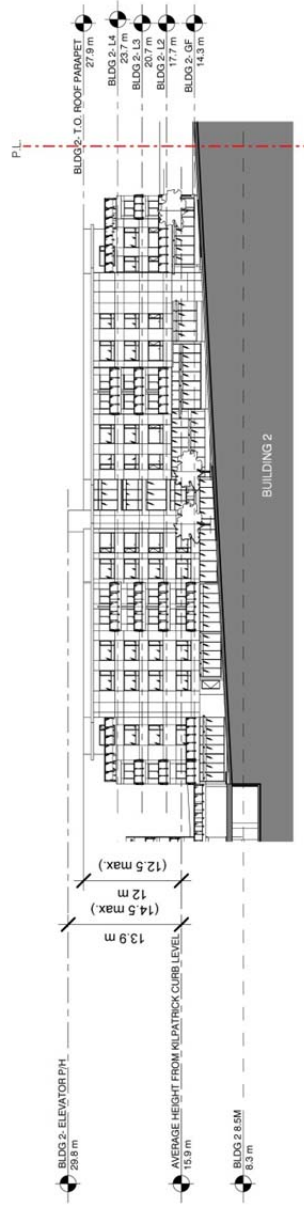 P.L.
BLDG 2- T.O. ROOF PARAPET
27.9 m
BLDG 2- L4
23.7 m
BLDG 2- L3
20.7 m
BLDG 2- L2
17.7 m
BLDG 2- GF
14.3 m
BUILDING 2
(12.5 max.)
12 m
(14.5 max.)
13.9 m
BLDG 2- ELEVATOR P/H
29.8 m
AVERAGE HEIGHT FROM KILPATRICK CURB LEVEL
15.9 m
BLDG 2 8.5M
8.3 m